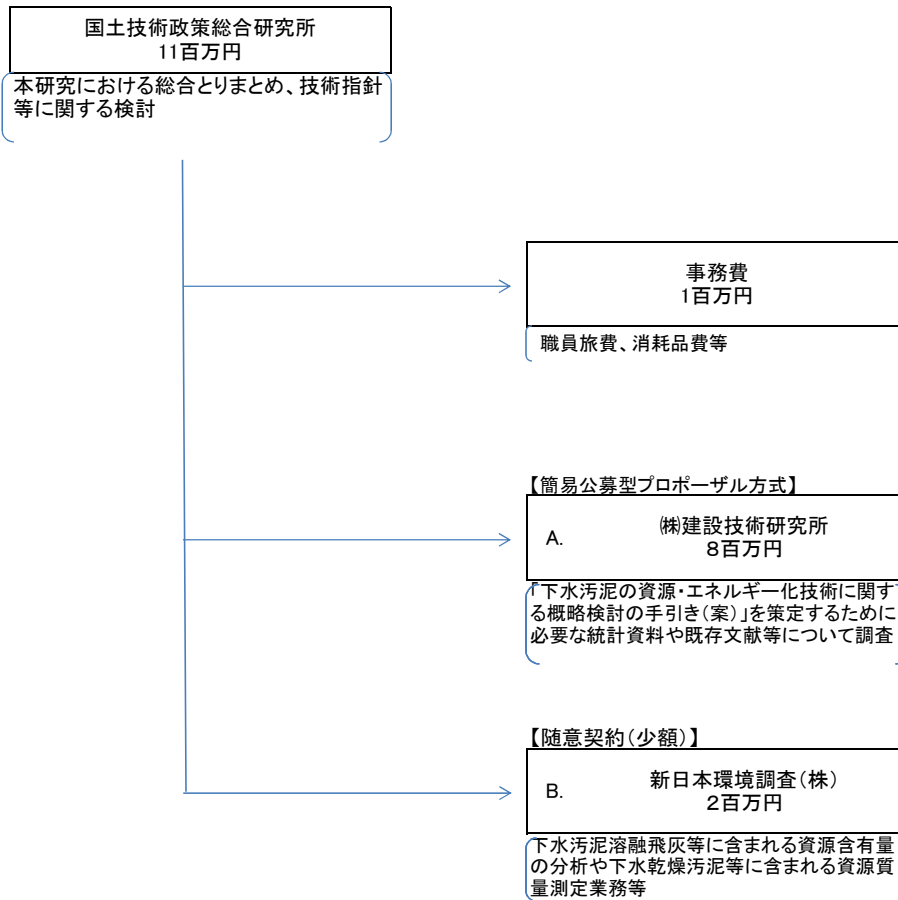 国土技術政策総合研究所
11百万円
本研究における総合とりまとめ、技術指針
等に関する検討
事務費
1百万円
職員旅費、消耗品費等
【簡易公募型プロポーザル方式】
A. ㈱建設技術研究所
8百万円
「下水汚泥の資源・エネルギー化技術に関す
る概略検討の手引き（案）」を策定するために
必要な統計資料や既存文献等について調査
【随意契約（少額）】
B. 新日本環境調査（株）
２百万円
下水汚泥溶融飛灰等に含まれる資源含有量
の分析や下水乾燥汚泥等に含まれる資源質
量測定業務等